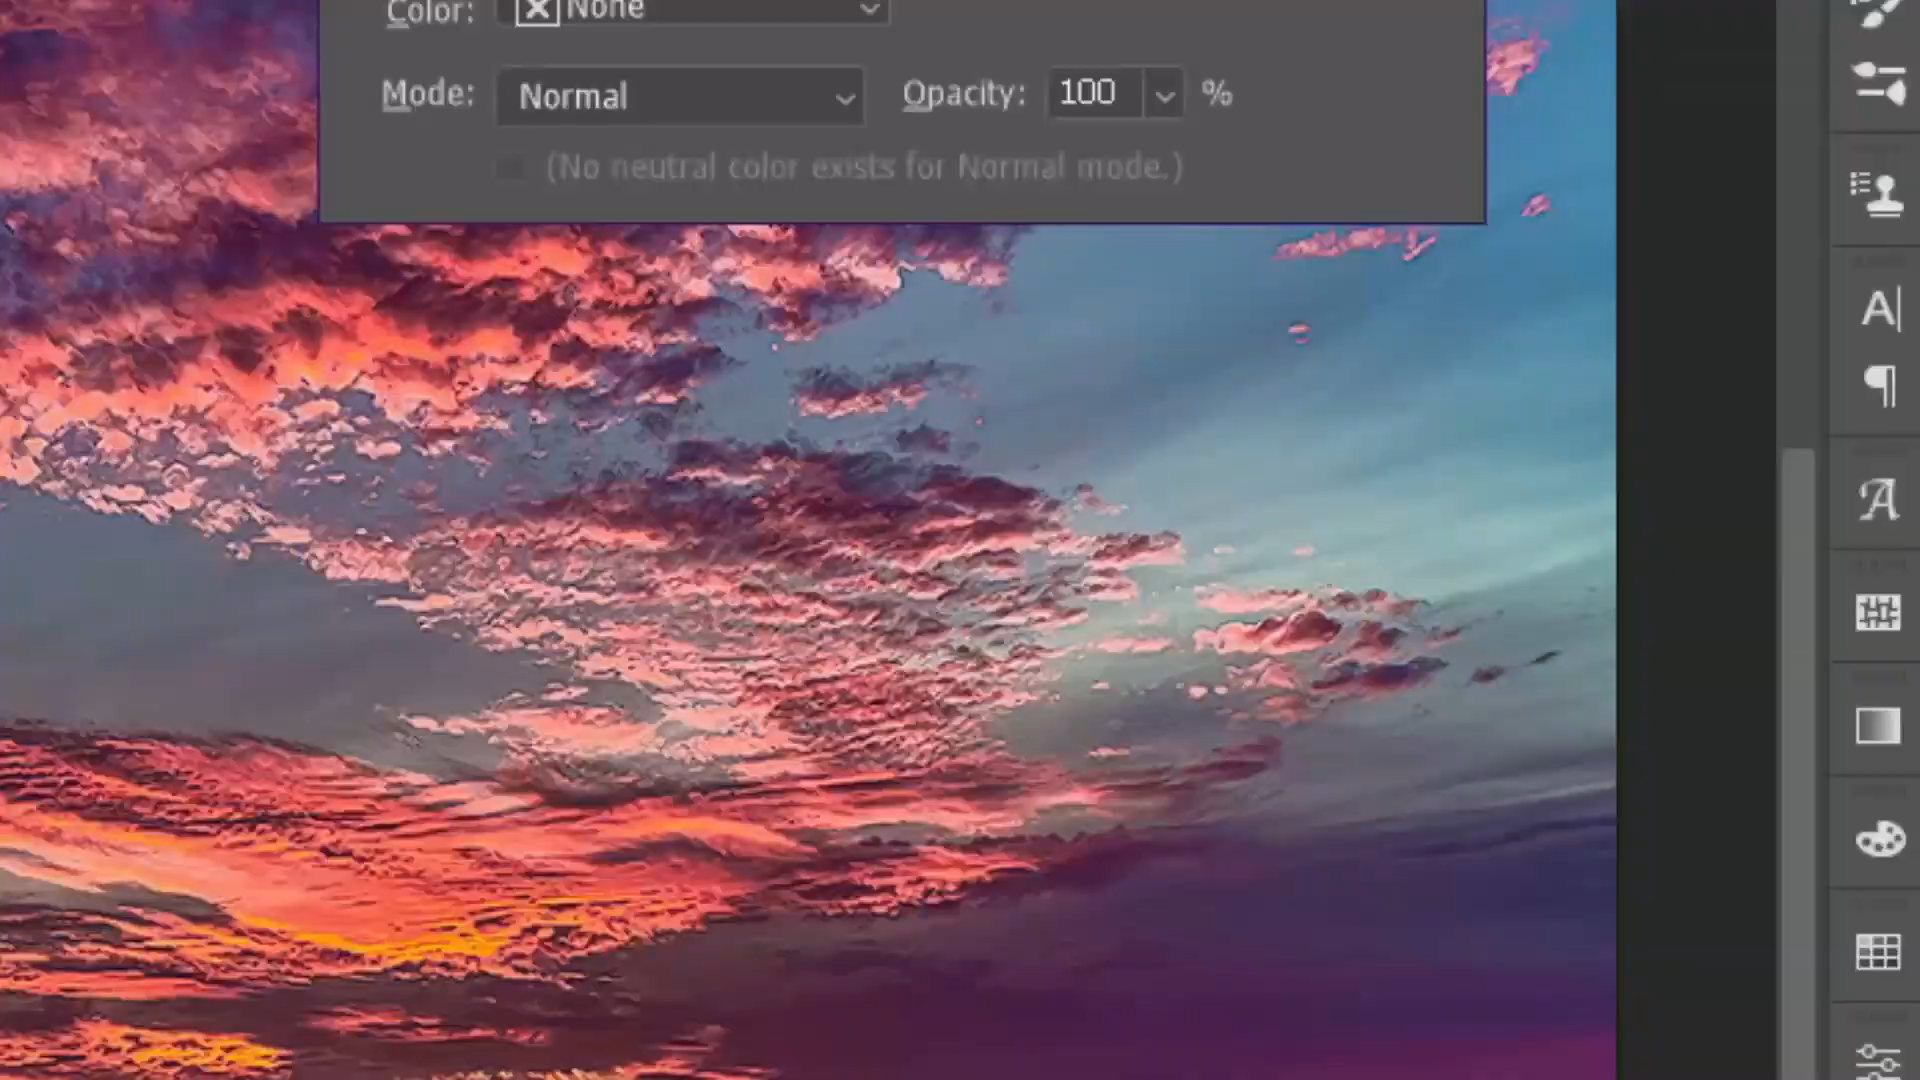 Color: None
Mode: Normal Opacity: 100 %
(No neutral color exists for Normal mode.)